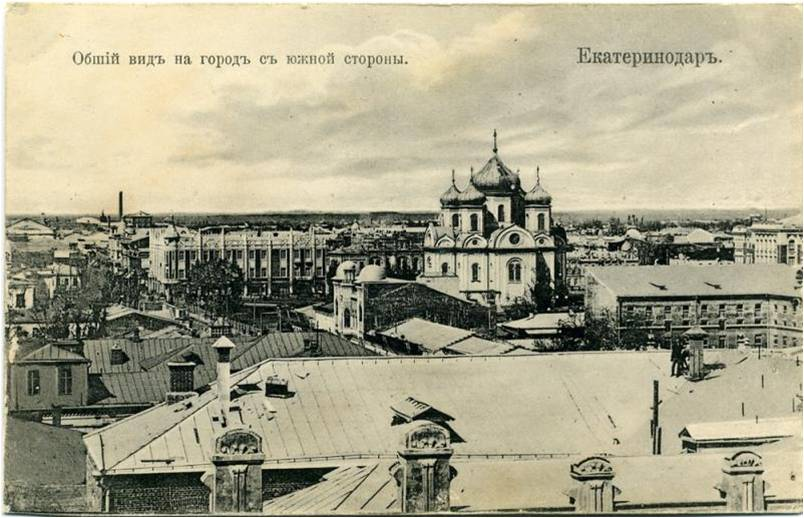 Общій видъ на городъ съ южной стороны.
Екатеринодаръ.